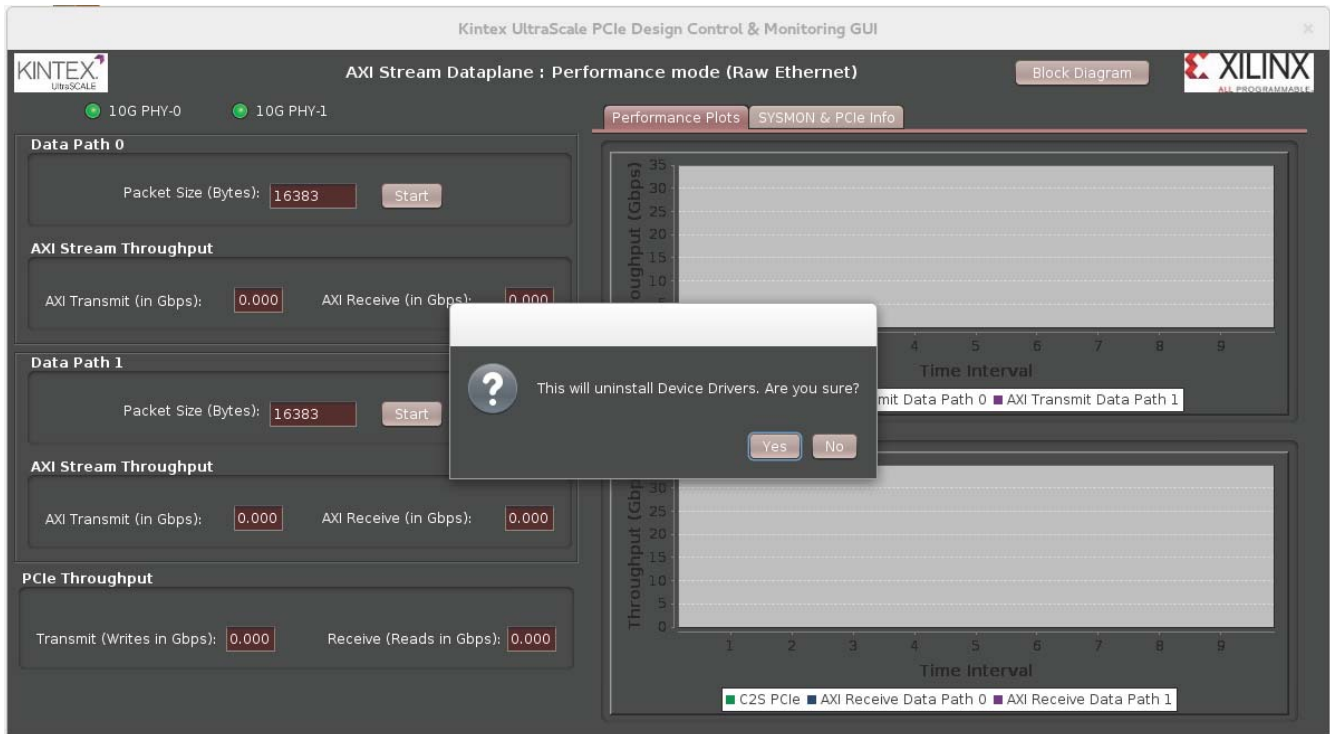 Kintex UltraScale PCIe Design Control & Monitoring GUI
KINTEX.
UltraSCALE
AXI Stream Dataplane : Performance mode (Raw Ethernet)
Block Diagram
XILINX
ALL PROGRAMMABLE
10G PHY-0 10G PHY-1
Performance Plots SYSMON & PCIe Info
Data Path 0
Packet Size (Bytes): 16383 Start
AXI Stream Throughput
AXI Transmit (in Gbps): 0.000 AXI Receive (in Gbps): 0.000
Data Path 1
Packet Size (Bytes): 16383 Start
AXI Stream Throughput
AXI Transmit (in Gbps): 0.000 AXI Receive (in Gbps): 0.000
PCIe Throughput
Transmit (Writes in Gbps): 0.000 Receive (Reads in Gbps): 0.000
This will uninstall Device Drivers. Are you sure?
Yes No
(Gbps)
35
30
25
20
15
10
4 5 6 7 8 9
Time Interval
Data Path 0 AXI Transmit Data Path 1
Throughput
30
25
20
15
10
5
0
1 2 3 4 5 6 7 8 9
Time Interval
C2S PCIe AXI Receive Data Path 0 AXI Receive Data Path 1